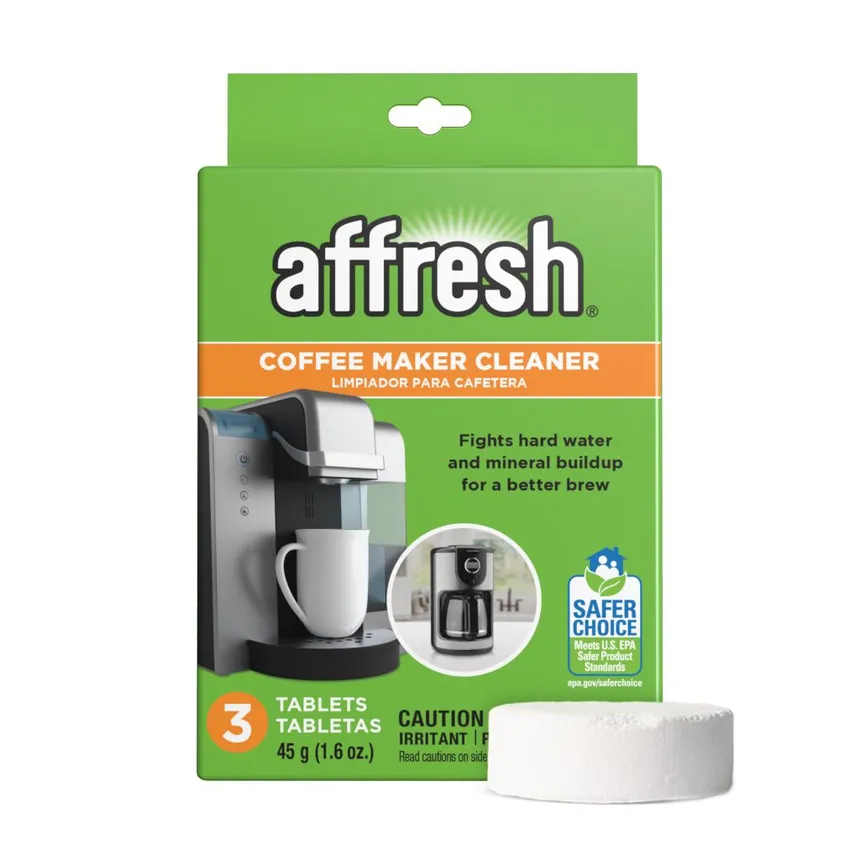 affresh®
COFFEE MAKER CLEANER
LIMPIADOR PARA CAFETERA
Fights hard water
and mineral buildup
for a better brew
SAFER
CHOICE
Meets U.S. EPA
Safer Product
Standards
epa.gov/saferchoice
3
TABLETS
TABLETAS
45 g (1.6 oz.)
CAUTION
IRRITANT |
Read cautions on side